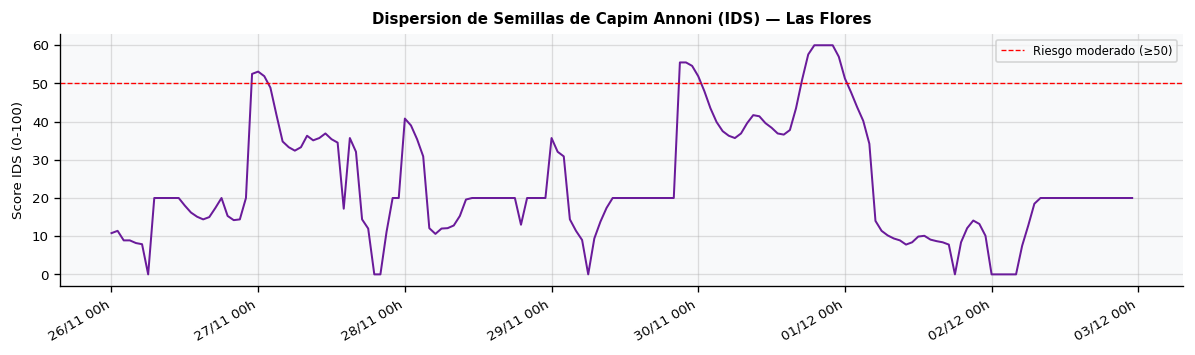 Dispersion de Semillas de Capim Annoni (IDS) — Las Flores
Riesgo moderado (≥50)
Score IDS (0-100)
60
50
40
30
20
10
0
26/11 00h
27/11 00h
28/11 00h
29/11 00h
30/11 00h
01/12 00h
02/12 00h
03/12 00h